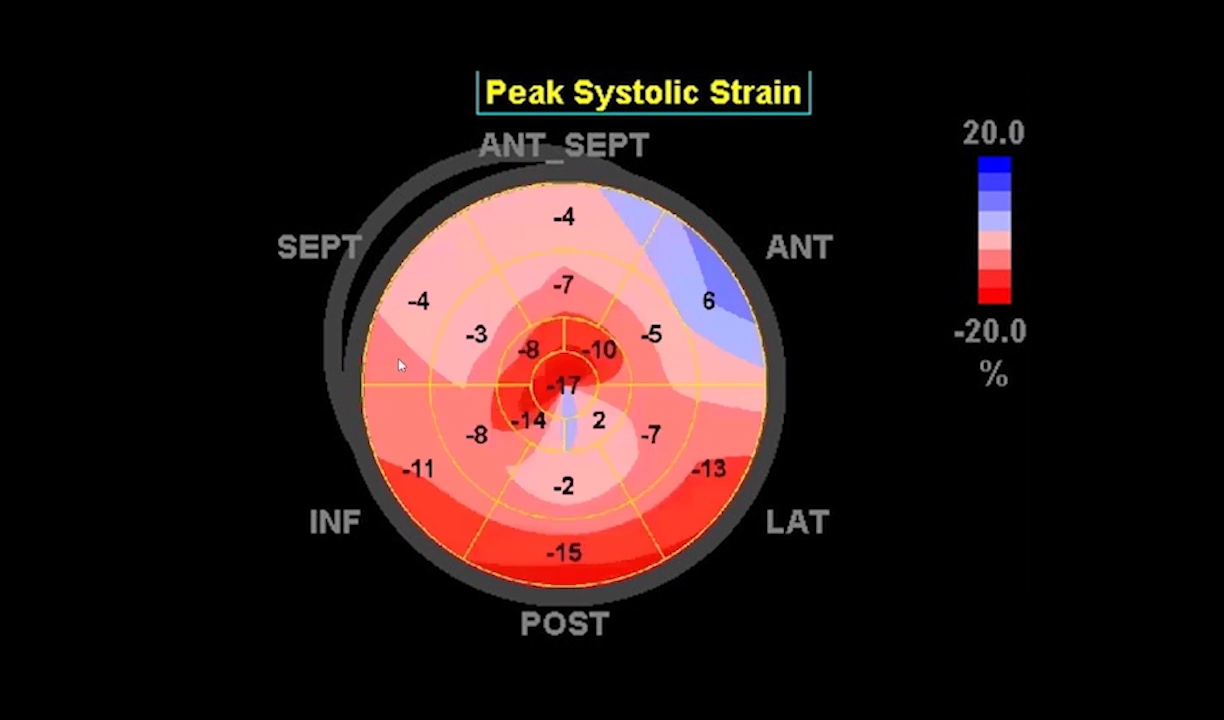 Peak Systolic Strain
ANT_SEPT
20.0
SEPT
ANT
-4
-4
6
-7
-3
-5
-20.0
%
-8
-10
-17
-14
2
-8
-7
-11
-13
-2
INF
LAT
-15
POST